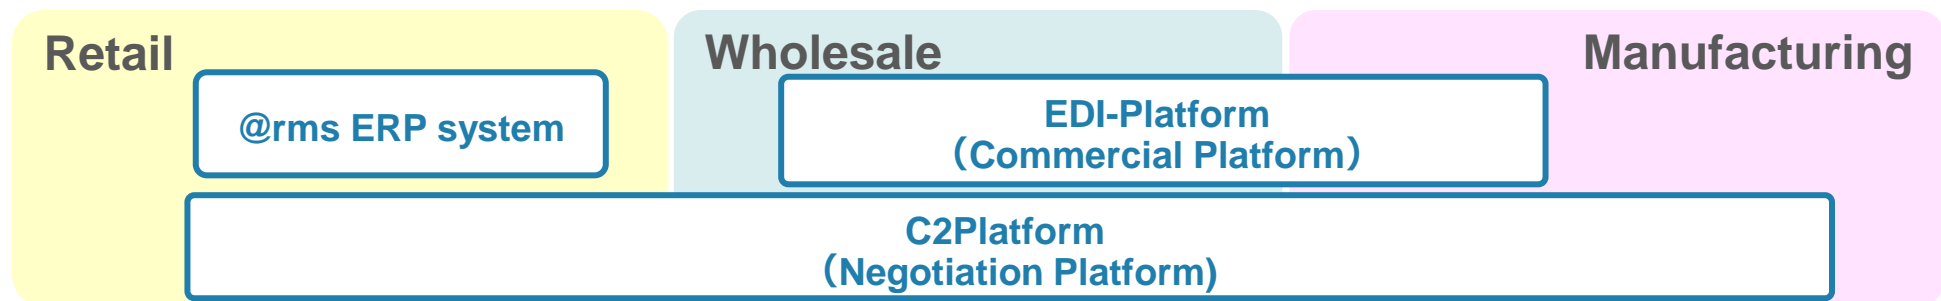 Retail
Wholesale
Manufacturing
@rms ERP system
EDI-Platform
（Commercial Platform）
C2Platform
（Negotiation Platform)